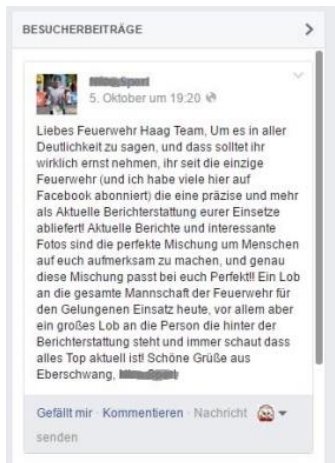 BESUCHERBEITRÄGE
5. Oktober um 19:20
Liebes Feuerwehr Haag Team, Um es in aller
Deutlichkeit zu sagen, und dass solltet ihr
wirklich ernst nehmen, ihr seit die einzige
Feuerwehr (und ich habe viele hier auf
Facebook abonniert) die eine präzise und mehr
als Aktuelle Berichterstattung eurer Einsetze
abliefert! Aktuelle Berichte und interessante
Fotos sind die perfekte Mischung um Menschen
auf euch aufmerksam zu machen, und genau
diese Mischung passt bei euch Perfekt!! Ein Lob
an die gesamte Mannschaft der Feuerwehr für
den Gelungenen Einsatz heute, vor allem aber
ein großes Lob an die Person die hinter der
Berichterstattung steht und immer schaut dass
alles Top aktuell ist! Schöne Grüße aus
Eberschwang,
Gefällt mir · Kommentieren · Nachricht
senden